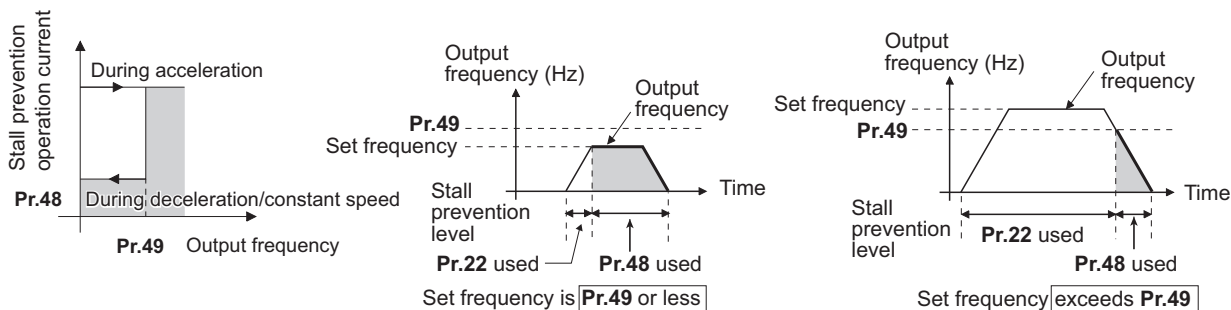 Stall prevention
operation current
During acceleration
Pr.48
During deceleration/constant speed
Pr.49
Output frequency
Output
frequency (Hz)
Output
frequency
Pr.49
Set frequency
Time
Stall
prevention
level
Pr.22 used
Pr.48 used
Set frequency is Pr.49 or less
Output
frequency (Hz)
Output
frequency
Set frequency
Pr.49
Time
Stall
prevention
level
Pr.22 used
Pr.48 used
Set frequency exceeds Pr.49